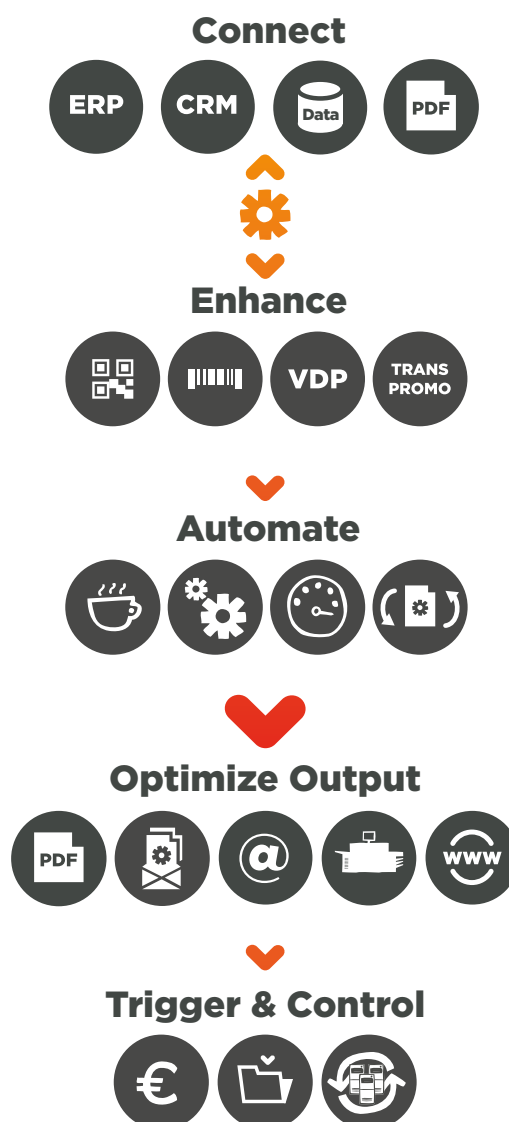 Connect
ERP CRM Data PDF
Enhance
VDP TRANS
PROMO
Automate
Optimize Output
PDF @ www
Trigger & Control
€